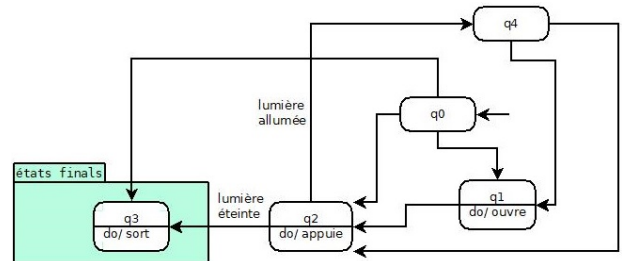 q4
lumière
allumée
q0
états finals
lumière
éteinte
q1
do/ouvre
q3
do/sort
q2
do/appuie